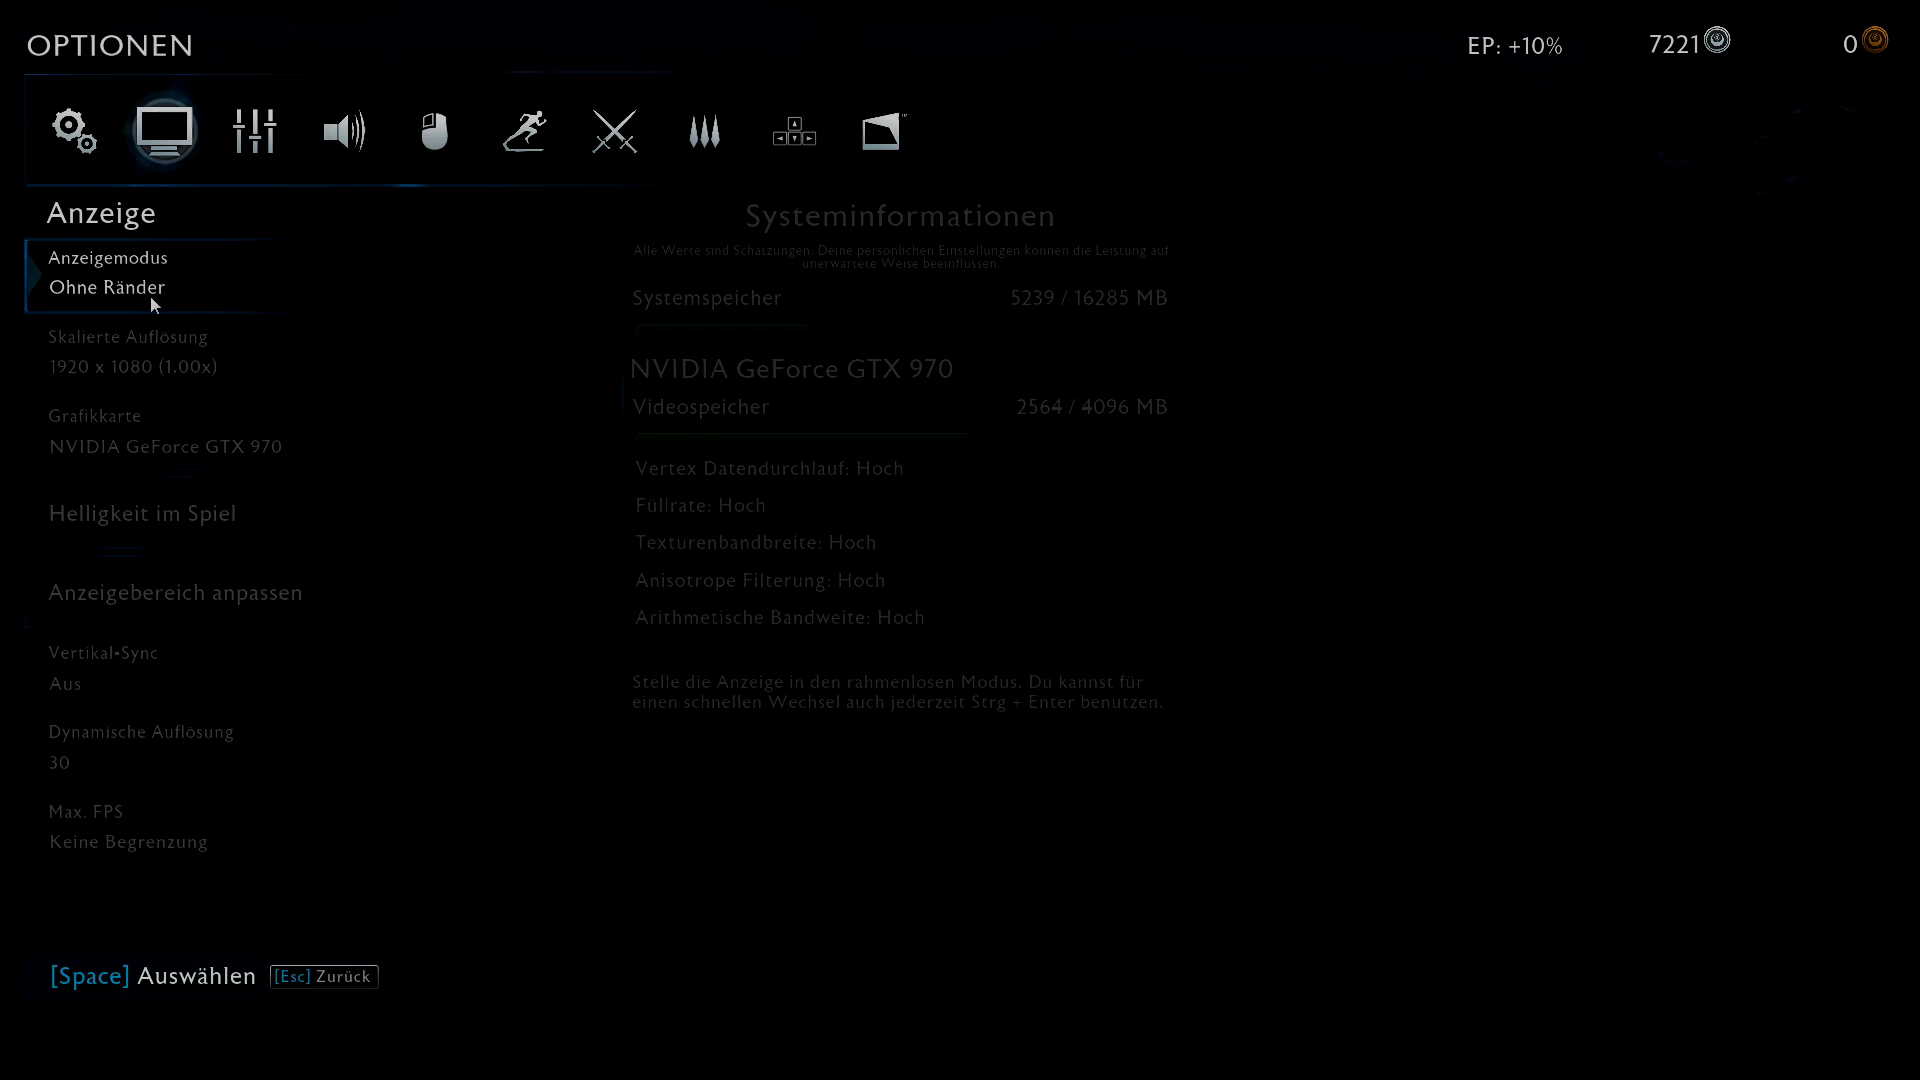 OPTIONEN
EP: +10%
7221
0
Anzeige
Anzeigemodus
Ohne Ränder
Skalierte Auflösung
1920 x 1080 (1.00x)
Grafikkarte
NVIDIA GeForce GTX 970
Helligkeit im Spiel
Anzeigebereich anpassen
Vertikal-Sync
Aus
Dynamische Auflösung
30
Max. FPS
Keine Begrenzung
Systeminformationen
Alle Werte sind Schätzungen. Deine persönlichen Einstellungen können die Leistung auf
unerwartete Weise beeinflussen.
Systemspeicher 5239 / 16285 MB
NVIDIA GeForce GTX 970
Videospeicher 2564 / 4096 MB
Vertex Datendurchlauf: Hoch
Füllrate: Hoch
Texturenbandbreite: Hoch
Anisotrope Filterung: Hoch
Arithmetische Bandweite: Hoch
Stelle die Anzeige in den rahmenlosen Modus. Du kannst für
einen schnellen Wechsel auch jederzeit Strg + Enter benutzen.
[Space] Auswählen [Esc] Zurück